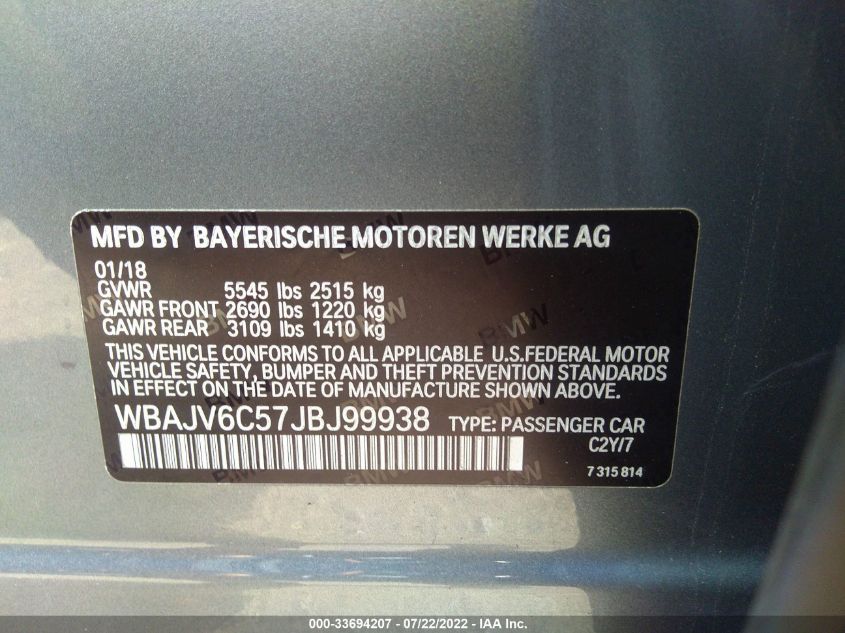 MFD BY BAYERISCHE MOTOREN WERKE AG
01/18
GVWR 5545 lbs 2515 kg
GAWR FRONT 2690 lbs 1220 kg
GAWR REAR 3109 lbs 1410 kg
THIS VEHICLE CONFORMS TO ALL APPLICABLE U.S.FEDERAL MOTOR
VEHICLE SAFETY, BUMPER AND THEFT PREVENTION STANDARDS
IN EFFECT ON THE DATE OF MANUFACTURE SHOWN ABOVE.
WBAJV6C57JBJ99938 TYPE: PASSENGER CAR
C2Y/7
7 315 814
000-33694207 / 07/22/2022 - IAA Inc.